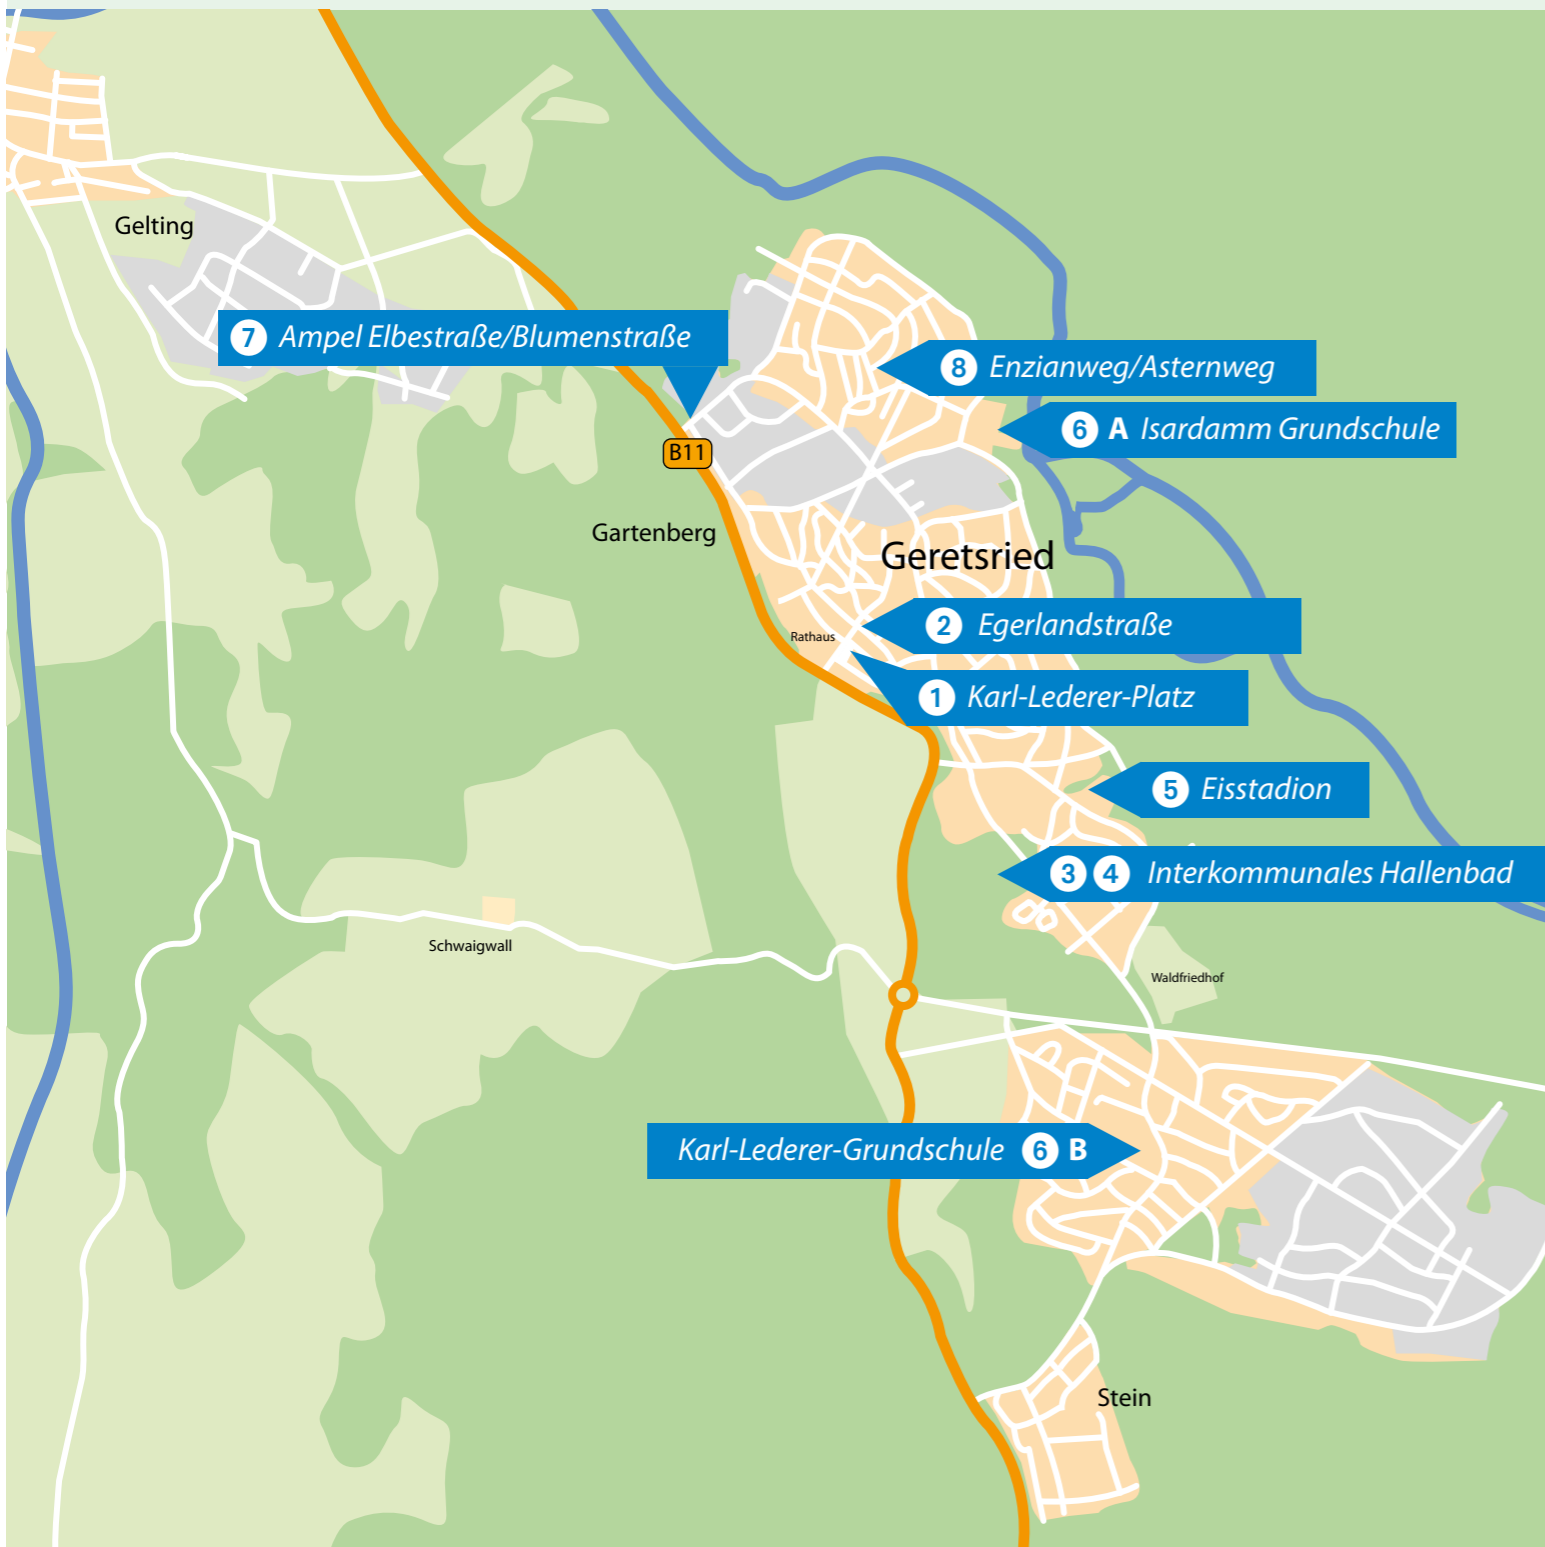 Gelting
7 Ampel Elbestraße/Blumenstraße
8 Enzianweg/Asternweg
6 A Isardamm Grundschule
B11
Gartenberg
Geretsried
2 Egerlandstraße
Rathaus
1 Karl-Lederer-Platz
5 Eisstadion
3 4 Interkommunales Hallenbad
Schwaigwall
Waldfriedhof
Karl-Lederer-Grundschule 6 B
Stein